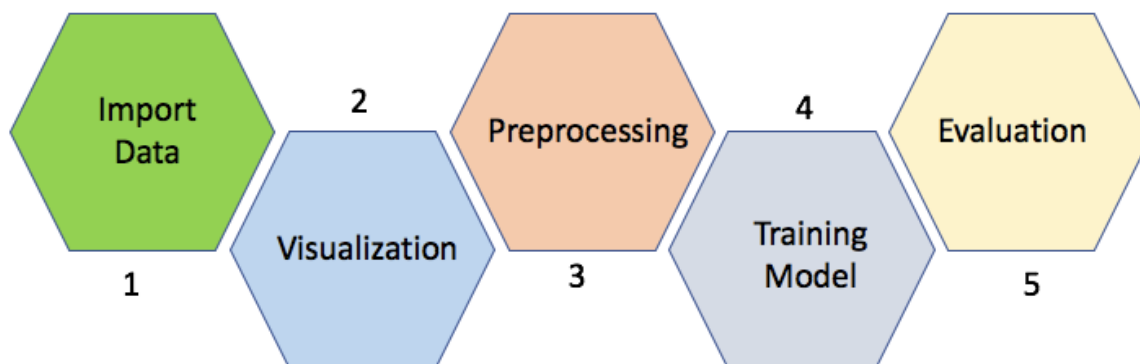 Import
Data
1
2
Visualization
Preprocessing
3
4
Training
Model
Evaluation
5